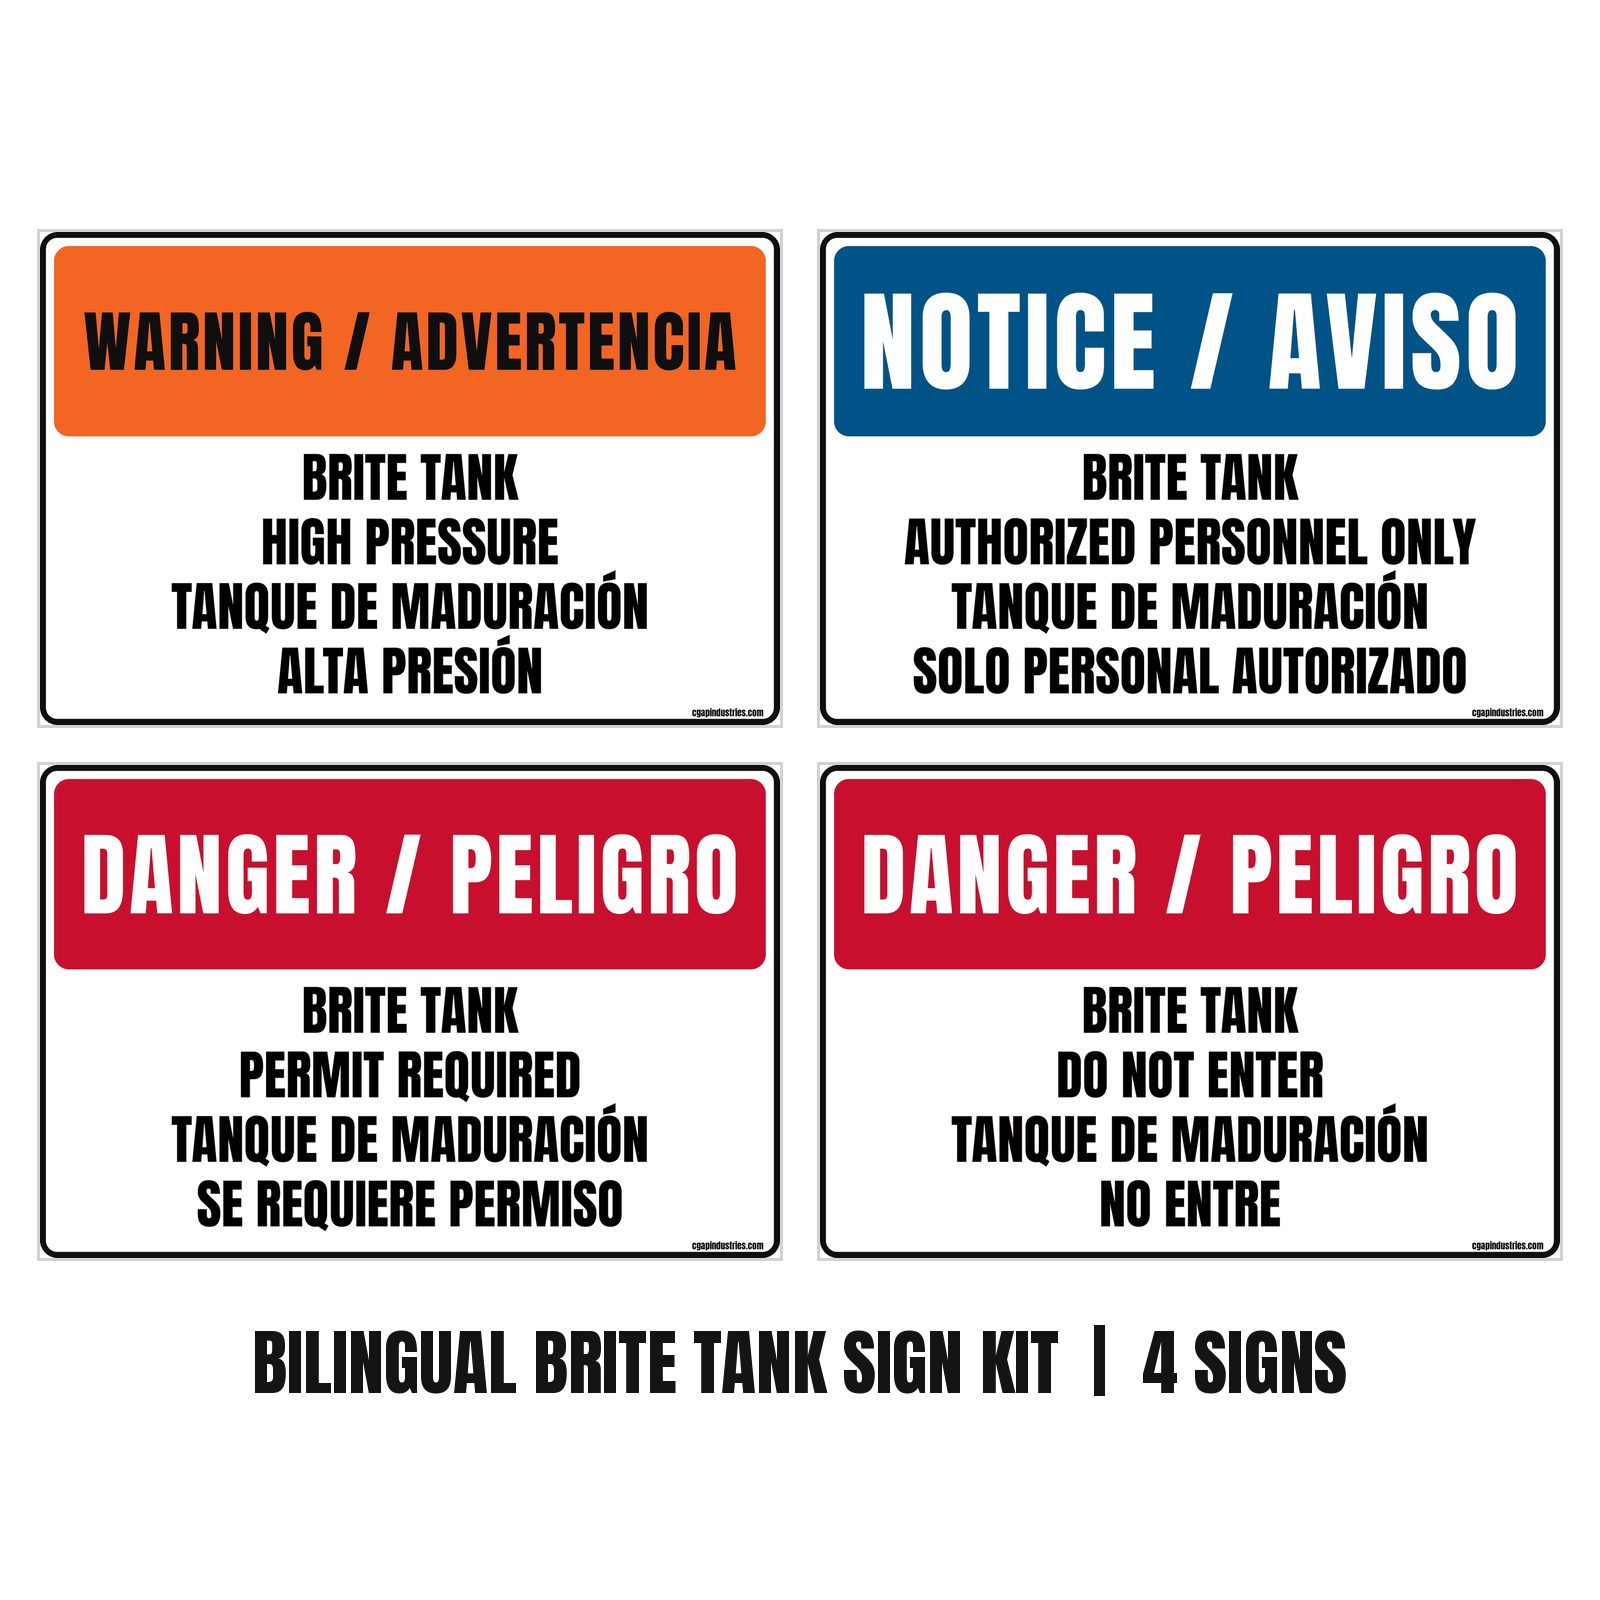 WARNING / ADVERTENCIA
BRITE TANK
HIGH PRESSURE
TANQUE DE MADURACIÓN
ALTA PRESIÓN
cgapindustries.com
NOTICE / AVISO
BRITE TANK
AUTHORIZED PERSONNEL ONLY
TANQUE DE MADURACIÓN
SOLO PERSONAL AUTORIZADO
cgapindustries.com
DANGER / PELIGRO
BRITE TANK
PERMIT REQUIRED
TANQUE DE MADURACIÓN
SE REQUIERE PERMISO
cgapindustries.com
DANGER / PELIGRO
BRITE TANK
DO NOT ENTER
TANQUE DE MADURACIÓN
NO ENTRE
cgapindustries.com
BILINGUAL BRITE TANK SIGN KIT | 4 SIGNS